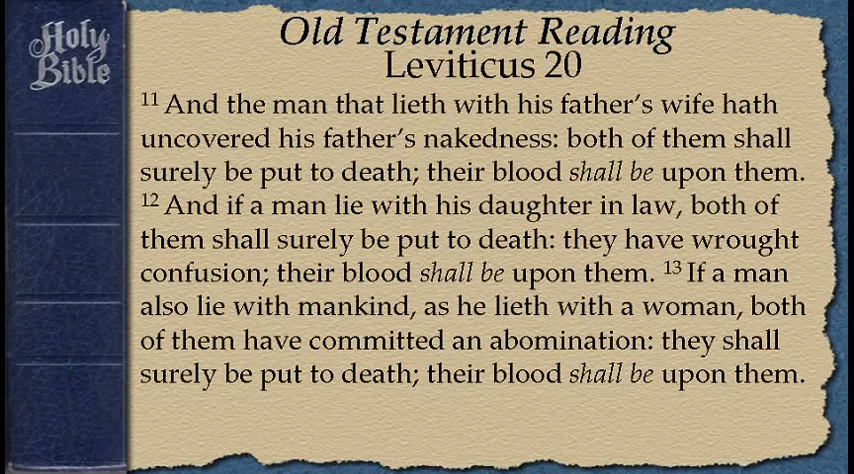 Holy
Bible
Old Testament Reading
Leviticus 20
11 And the man that lieth with his father’s wife hath
uncovered his father’s nakedness: both of them shall
surely be put to death; their blood shall be upon them.
12 And if a man lie with his daughter in law, both of
them shall surely be put to death: they have wrought
confusion; their blood shall be upon them. 13 If a man
also lie with mankind, as he lieth with a woman, both
of them have committed an abomination: they shall
surely be put to death; their blood shall be upon them.